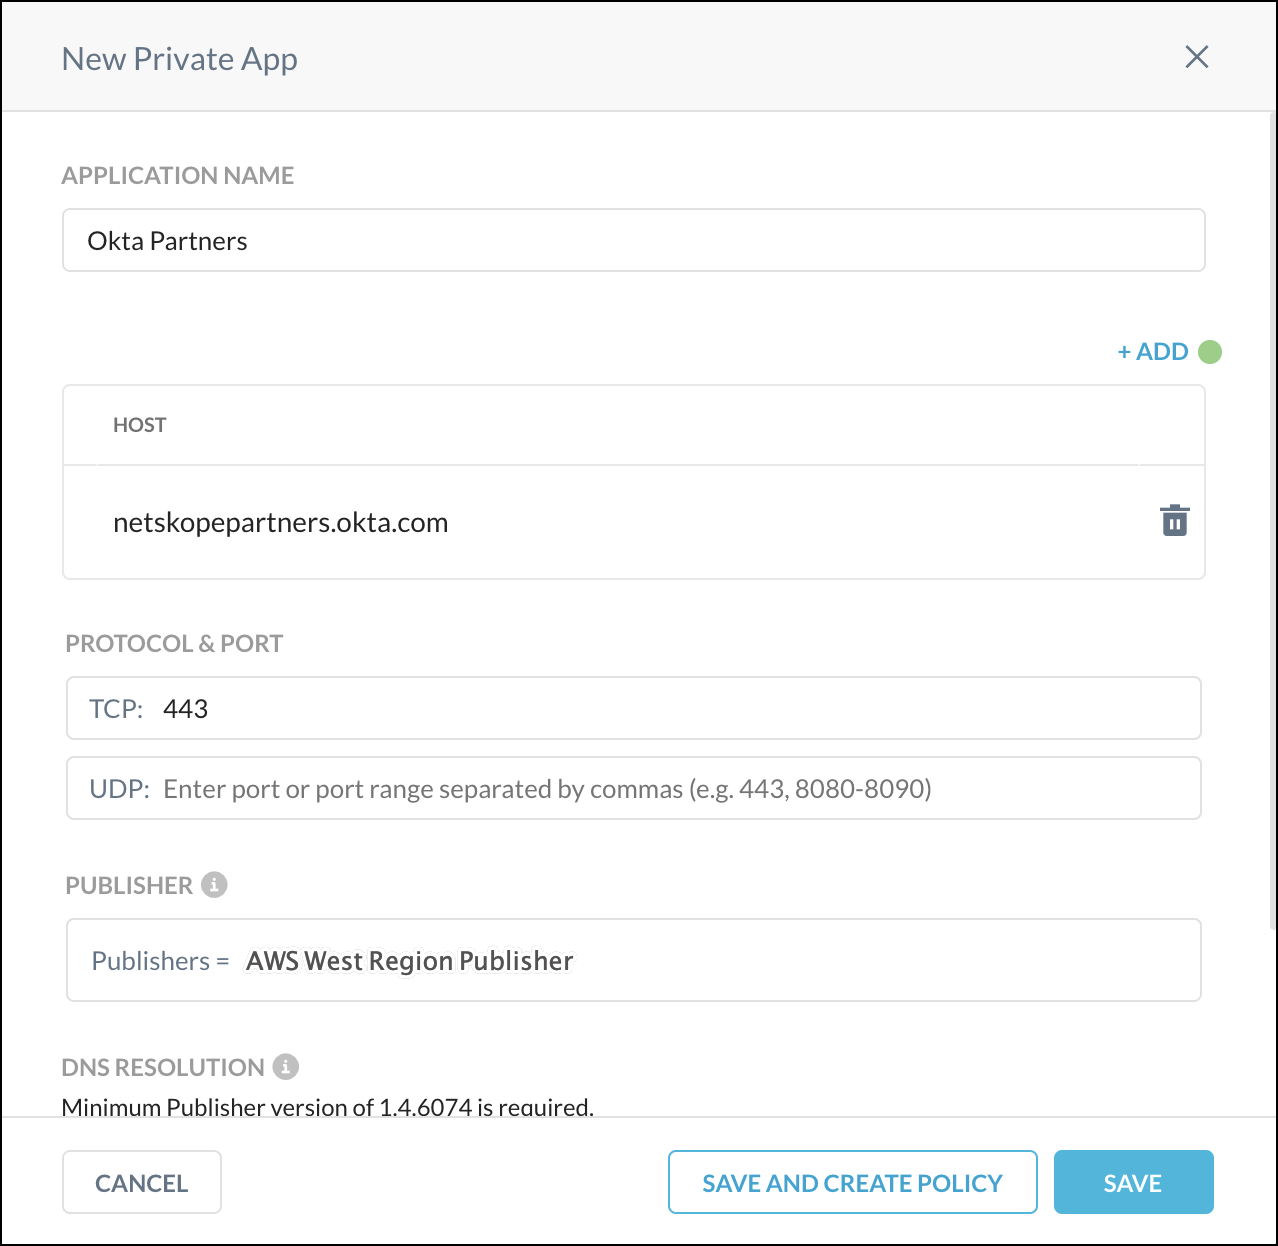 New Private App
APPLICATION NAME
Okta Partners
+ ADD
HOST
netskopepartners.okta.com
PROTOCOL & PORT
TCP: 443
UDP: Enter port or port range separated by commas (e.g. 443, 8080-8090)
PUBLISHER
Publishers = AWS West Region Publisher
DNS RESOLUTION
Minimum Publisher version of 1.4.6074 is required.
CANCEL SAVE AND CREATE POLICY SAVE